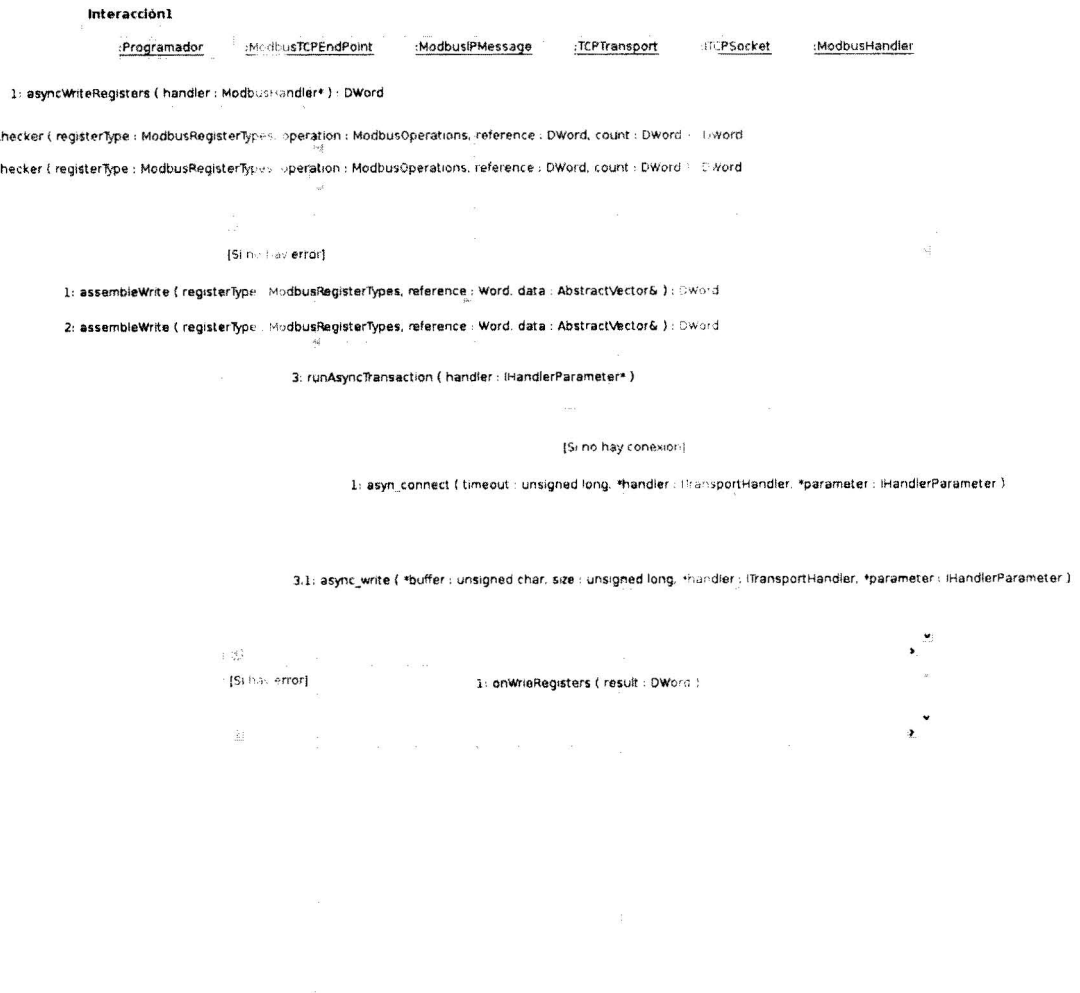 Interacción1
:Programador :ModbusTCPEndPoint :ModbusIPMessage :TCPTransport :ITCPSocket :ModbusHandler
1: asyncWriteRegisters ( handler : ModbusHandler* ) : DWord
hecker ( registerType : ModbusRegisterTypes, operation : ModbusOperations, reference : DWord, count : DWord ) : DWord
hecker ( registerType : ModbusRegisterTypes, operation : ModbusOperations, reference : DWord, count : DWord ) : DWord
[Si no hay error]
1: assembleWrite ( registerType : ModbusRegisterTypes, reference : Word, data : AbstractVector& ) : DWord
2: assembleWrite ( registerType : ModbusRegisterTypes, reference : Word, data : AbstractVector& ) : DWord
3: runAsyncTransaction ( handler : IHandlerParameter* )
[Si no hay conexion]
1: asyn_connect ( timeout : unsigned long, *handler : ITransportHandler, *parameter : IHandlerParameter )
3.1: async_write ( *buffer : unsigned char, size : unsigned long, *handler : ITransportHandler, *parameter : IHandlerParameter )
[Si hay error] 1: onWrieRegisters ( result : DWord )